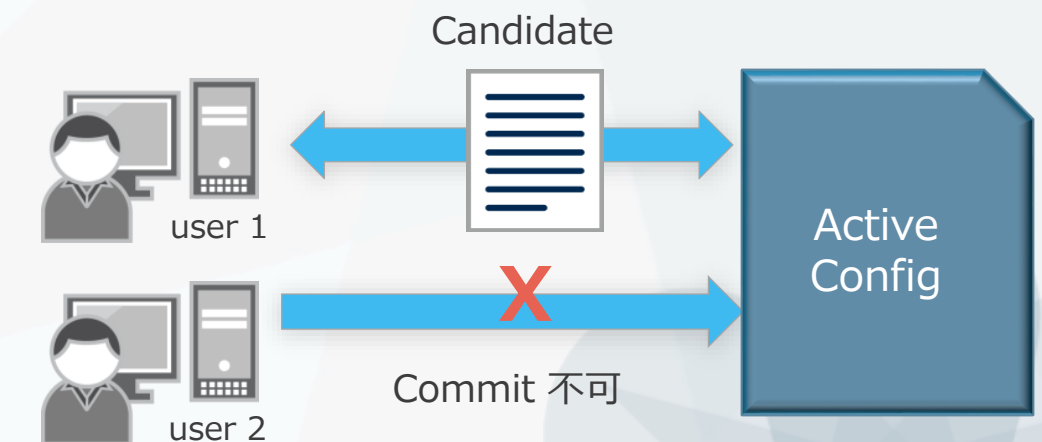 Candidate
user 1
Active
Config
X
Commit 不可
user 2